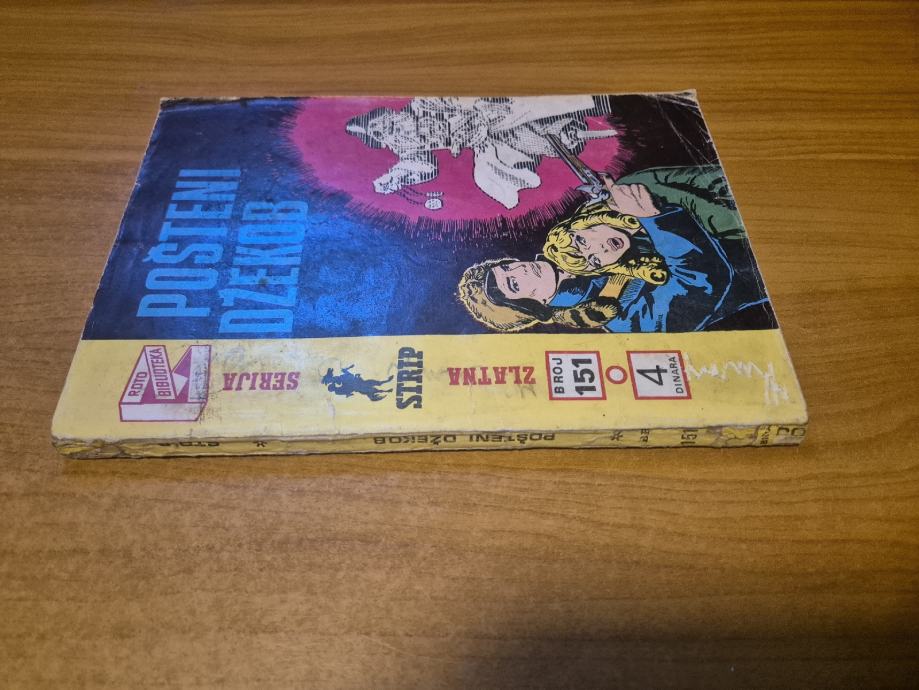 POŠTENI
DŽEKOB
ROTO
BIBLIOTEKA
SERIJA
STRIP
ZLATNA
BROJ
151
4
DINARA
POŠTENI DŽEKOB
*
151